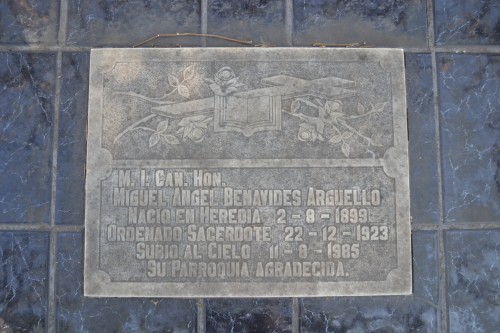 M. I. CAN. HON.
MIGUEL ANGEL BENAVIDES ARGUELLO
NACIO EN HEREDIA 2-8-1899
ORDENADO SACERDOTE 22-12-1923
SUBIO AL CIELO 11-6-1985
SU PARROQUIA AGRADECIDA.